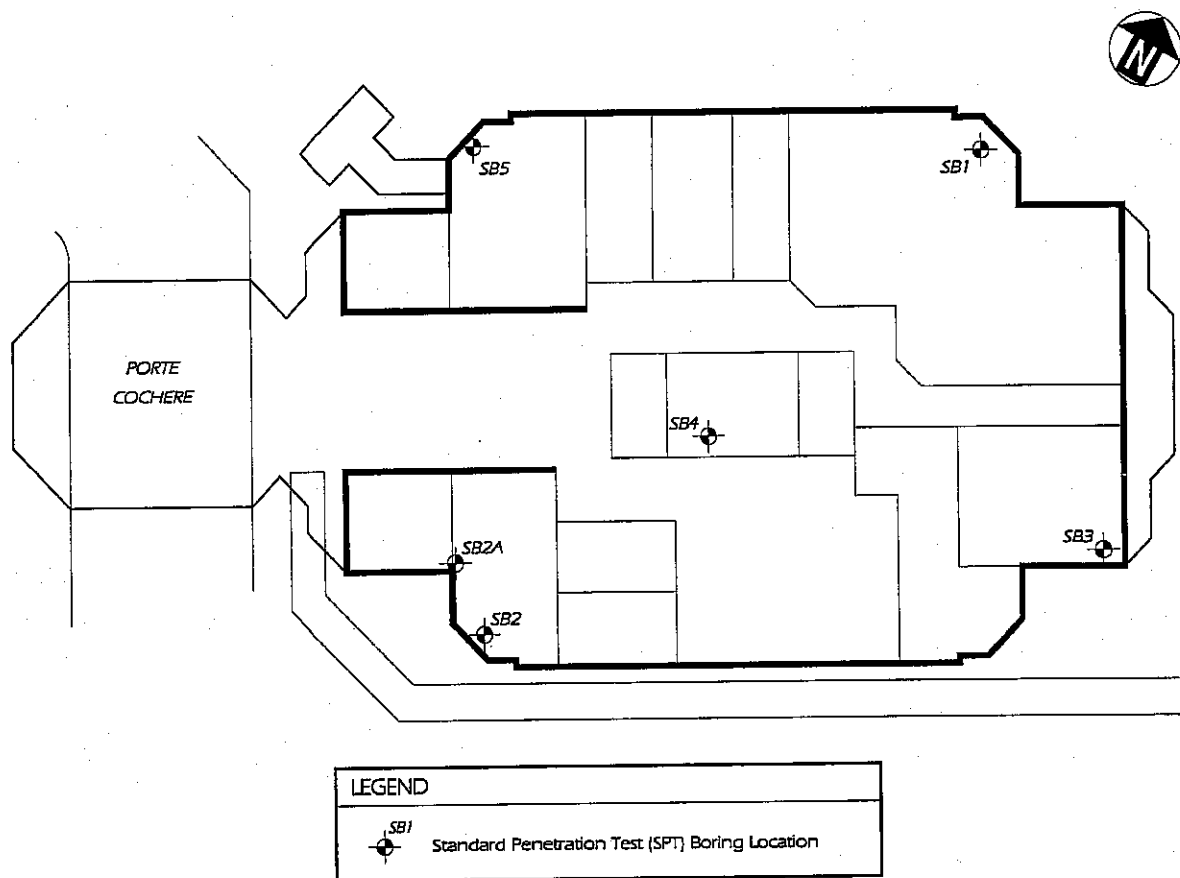 N
SB5
SB1
PORTE
COCHERE
SB4
SB3
SB2A
SB2
LEGEND
SB1
Standard Penetration Test (SPT) Boring Location